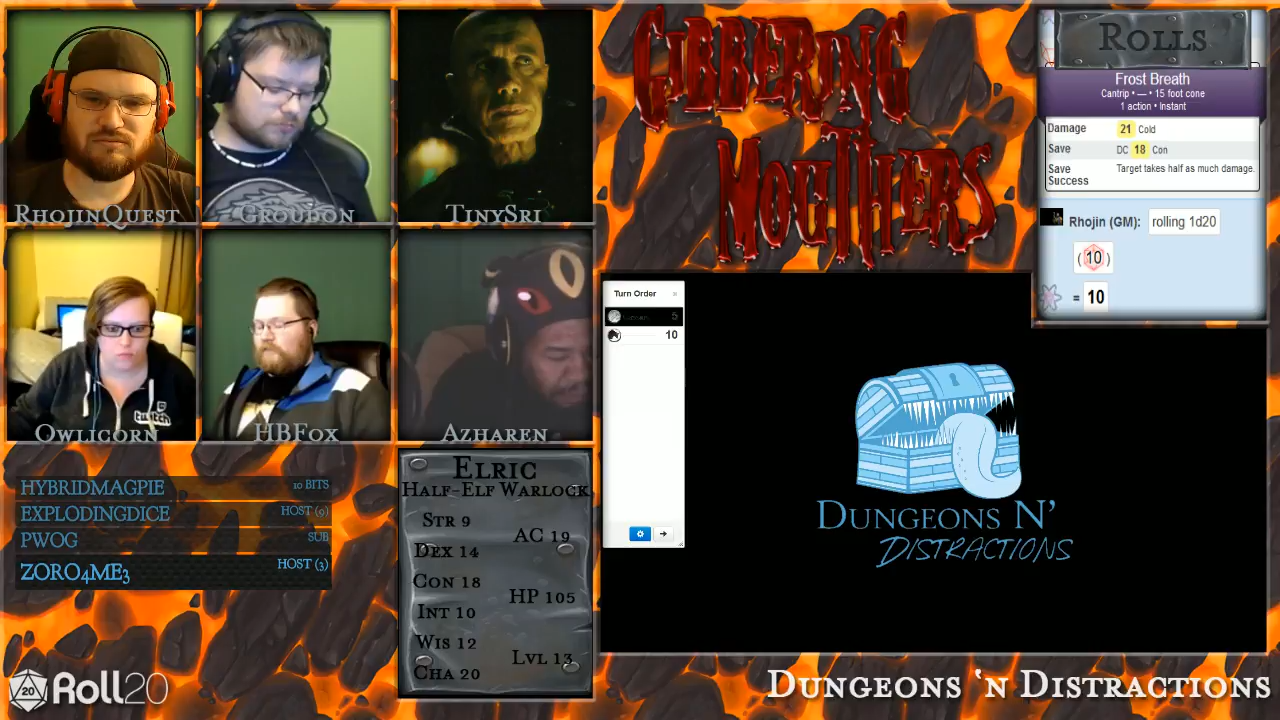 RhojinQuest
Groudon
TinySri
Owlicorn
HBFox
Azharen
twitch
HYBRIDMAGPIE 10 BITS
EXPLODINGDICE HOST (9)
PWOG SUB
ZORO4ME3 HOST (3)
20 Roll20
Elric
Half-Elf Warlock
Str 9
Dex 14
Con 18
Int 10
Wis 12
Cha 20
AC 19
HP 105
Lvl 13
Gibbering
Mouthers
Rolls
Frost Breath
Cantrip • — • 15 foot cone
1 action • Instant
Damage 21 Cold
Save DC 18 Con
Save Target takes half as much damage.
Success
Rhojin (GM): rolling 1d20
(10)
= 10
Turn Order »
5
10
Dungeons N'
Distractions
Dungeons 'n Distractions